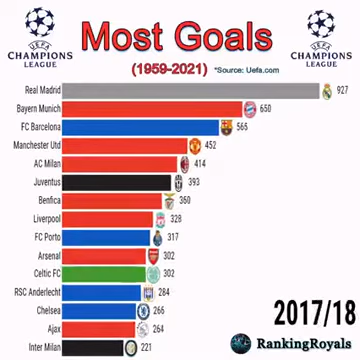 UEFA
CHAMPIONS
LEAGUE
Most Goals
(1959-2021) *Source: Uefa.com
UEFA
CHAMPIONS
LEAGUE
Real Madrid 927
Bayern Munich 650
FC Barcelona 565
Manchester Utd 452
AC Milan 414
Juventus 393
Benfica 350
Liverpool 328
FC Porto 317
Arsenal 302
Celtic FC 302
RSC Anderlecht 284
Chelsea 266
Ajax 264
Inter Milan 221
2017/18
RankingRoyals